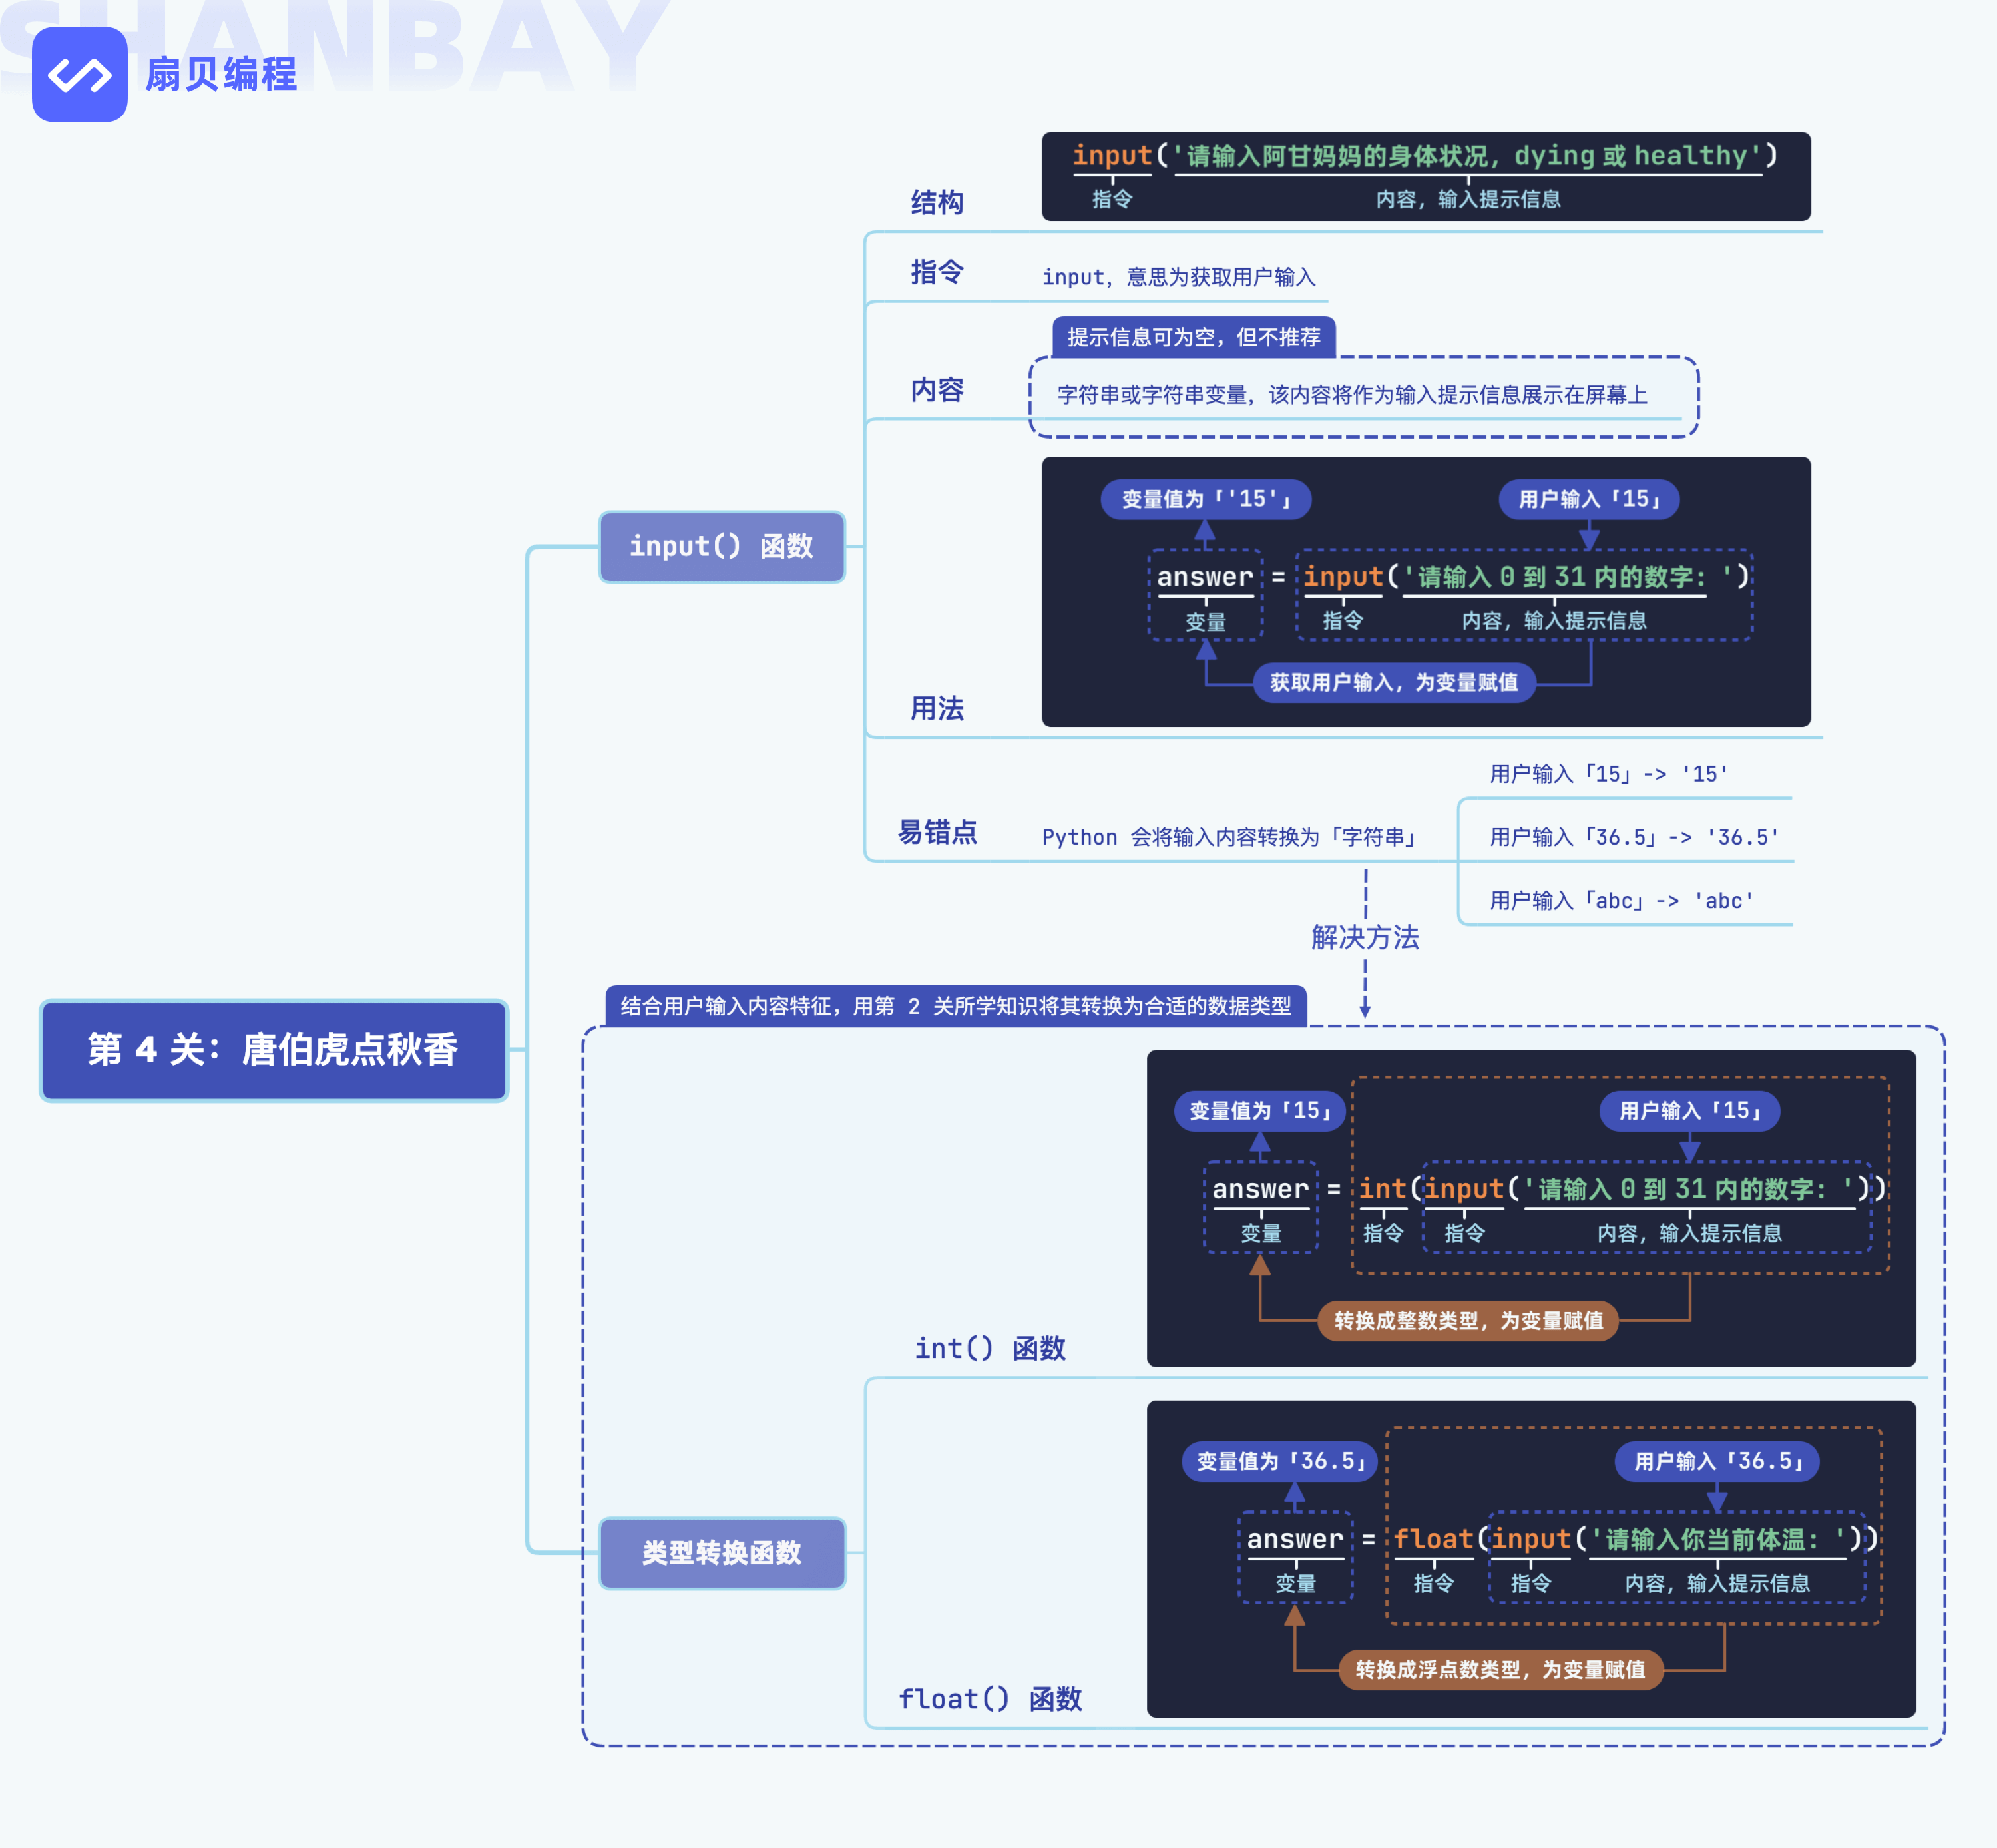 SHANBAY
扇贝编程
第 4 关：唐伯虎点秋香
input() 函数
结构
input('请输入阿甘妈妈的身体状况，dying 或 healthy')
指令
内容，输入提示信息
指令
input，意思为获取用户输入
提示信息可为空，但不推荐
内容
字符串或字符串变量，该内容将作为输入提示信息展示在屏幕上
用法
变量值为「'15'」
用户输入「15」
answer = input('请输入 0 到 31 内的数字：')
变量
指令
内容，输入提示信息
获取用户输入，为变量赋值
易错点
Python 会将输入内容转换为「字符串」
用户输入「15」-> '15'
用户输入「36.5」-> '36.5'
用户输入「abc」-> 'abc'
解决方法
结合用户输入内容特征，用第 2 关所学知识将其转换为合适的数据类型
类型转换函数
int() 函数
变量值为「15」
用户输入「15」
answer = int(input('请输入 0 到 31 内的数字：'))
变量
指令
指令
内容，输入提示信息
转换成整数类型，为变量赋值
float() 函数
变量值为「36.5」
用户输入「36.5」
answer = float(input('请输入你当前体温：'))
变量
指令
指令
内容，输入提示信息
转换成浮点数类型，为变量赋值